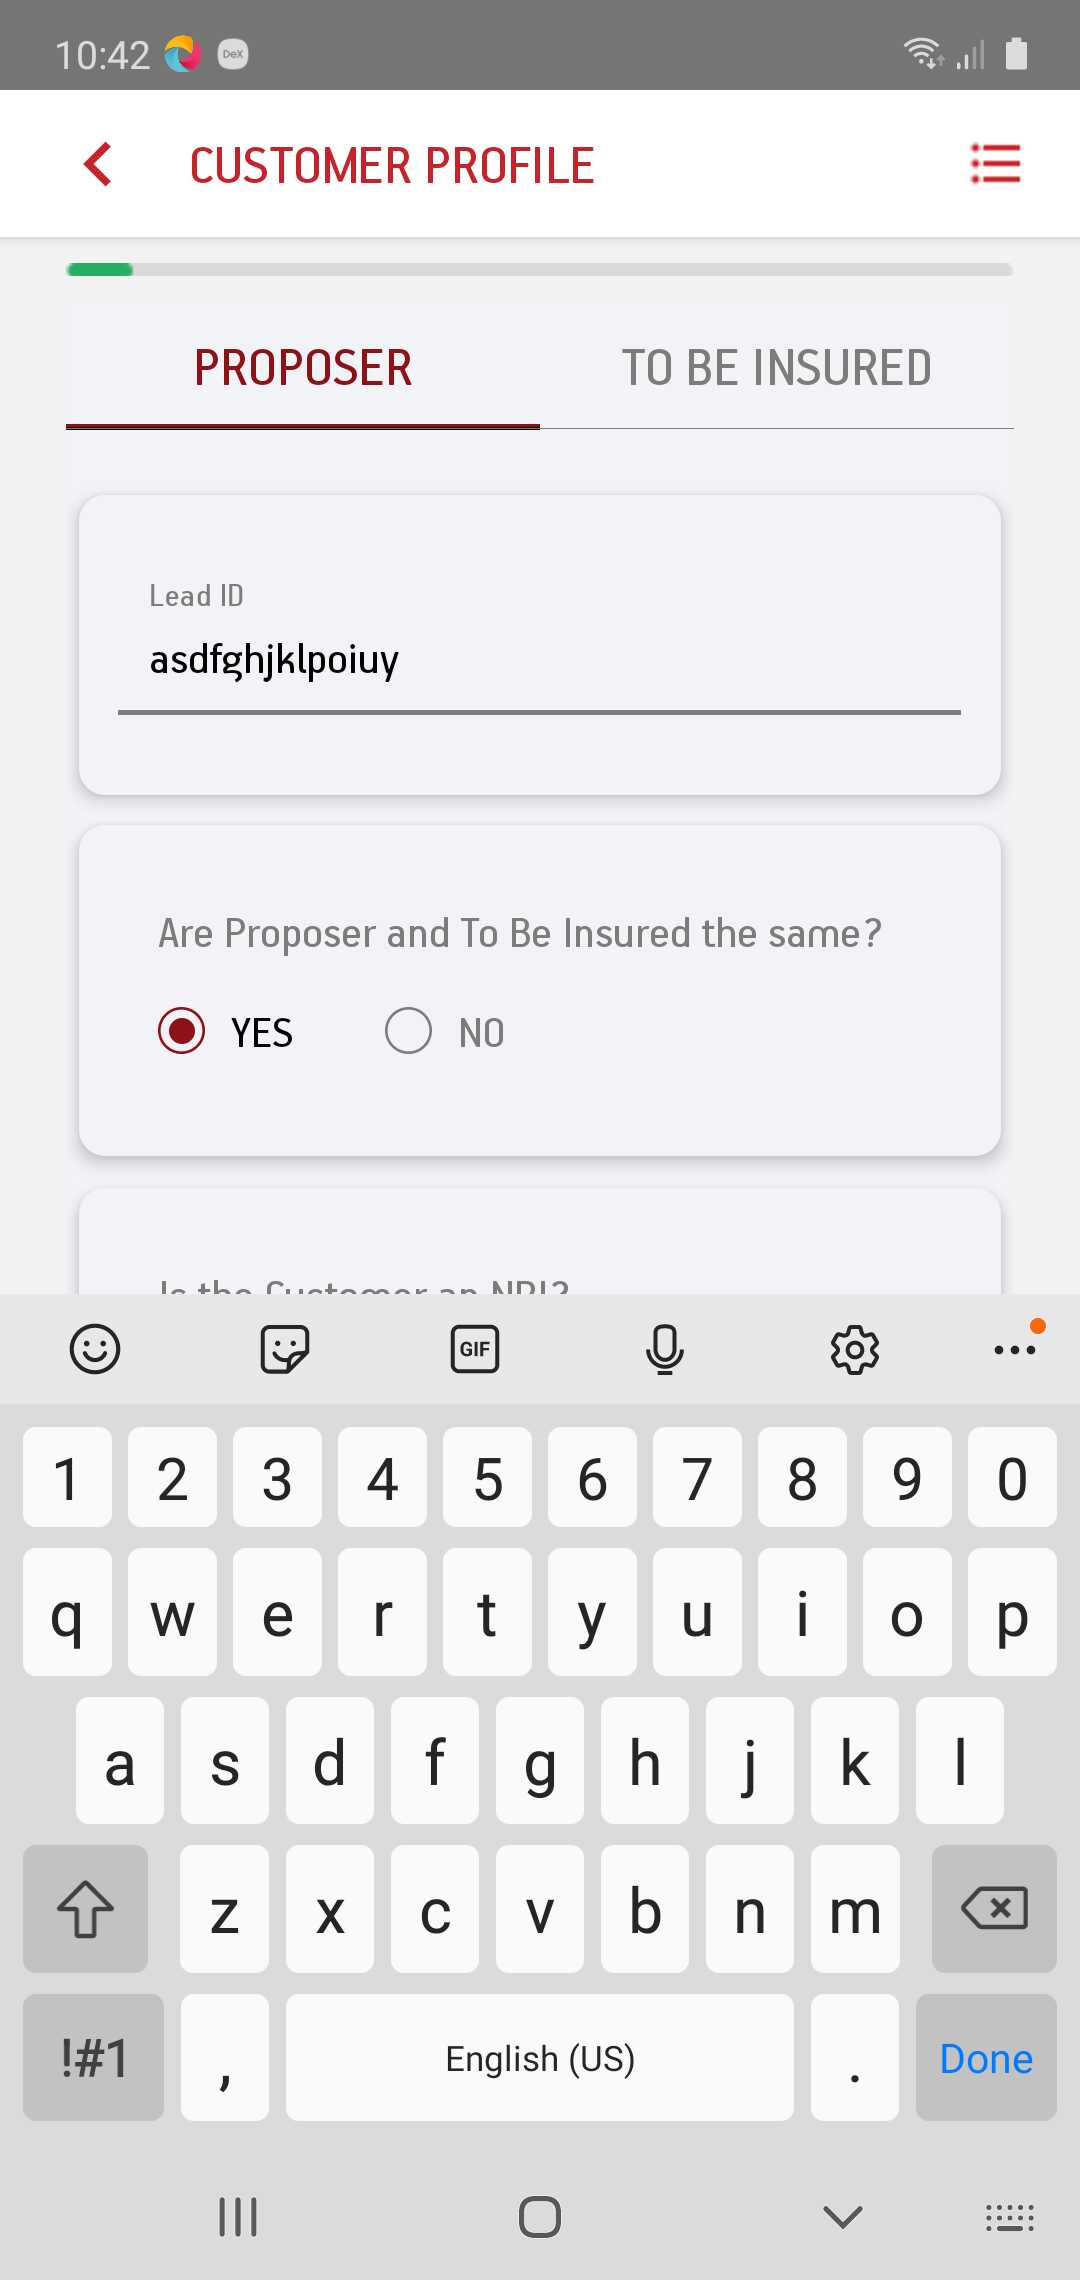 10:42 DeX
CUSTOMER PROFILE
PROPOSER TO BE INSURED
Lead ID
asdfghjklpoiuy
Are Proposer and To Be Insured the same?
YES NO
Is the Customer an NRI?
GIF
1 2 3 4 5 6 7 8 9 0
q w e r t y u i o p
a s d f g h j k l
z x c v b n m
!#1 , English (US) . Done